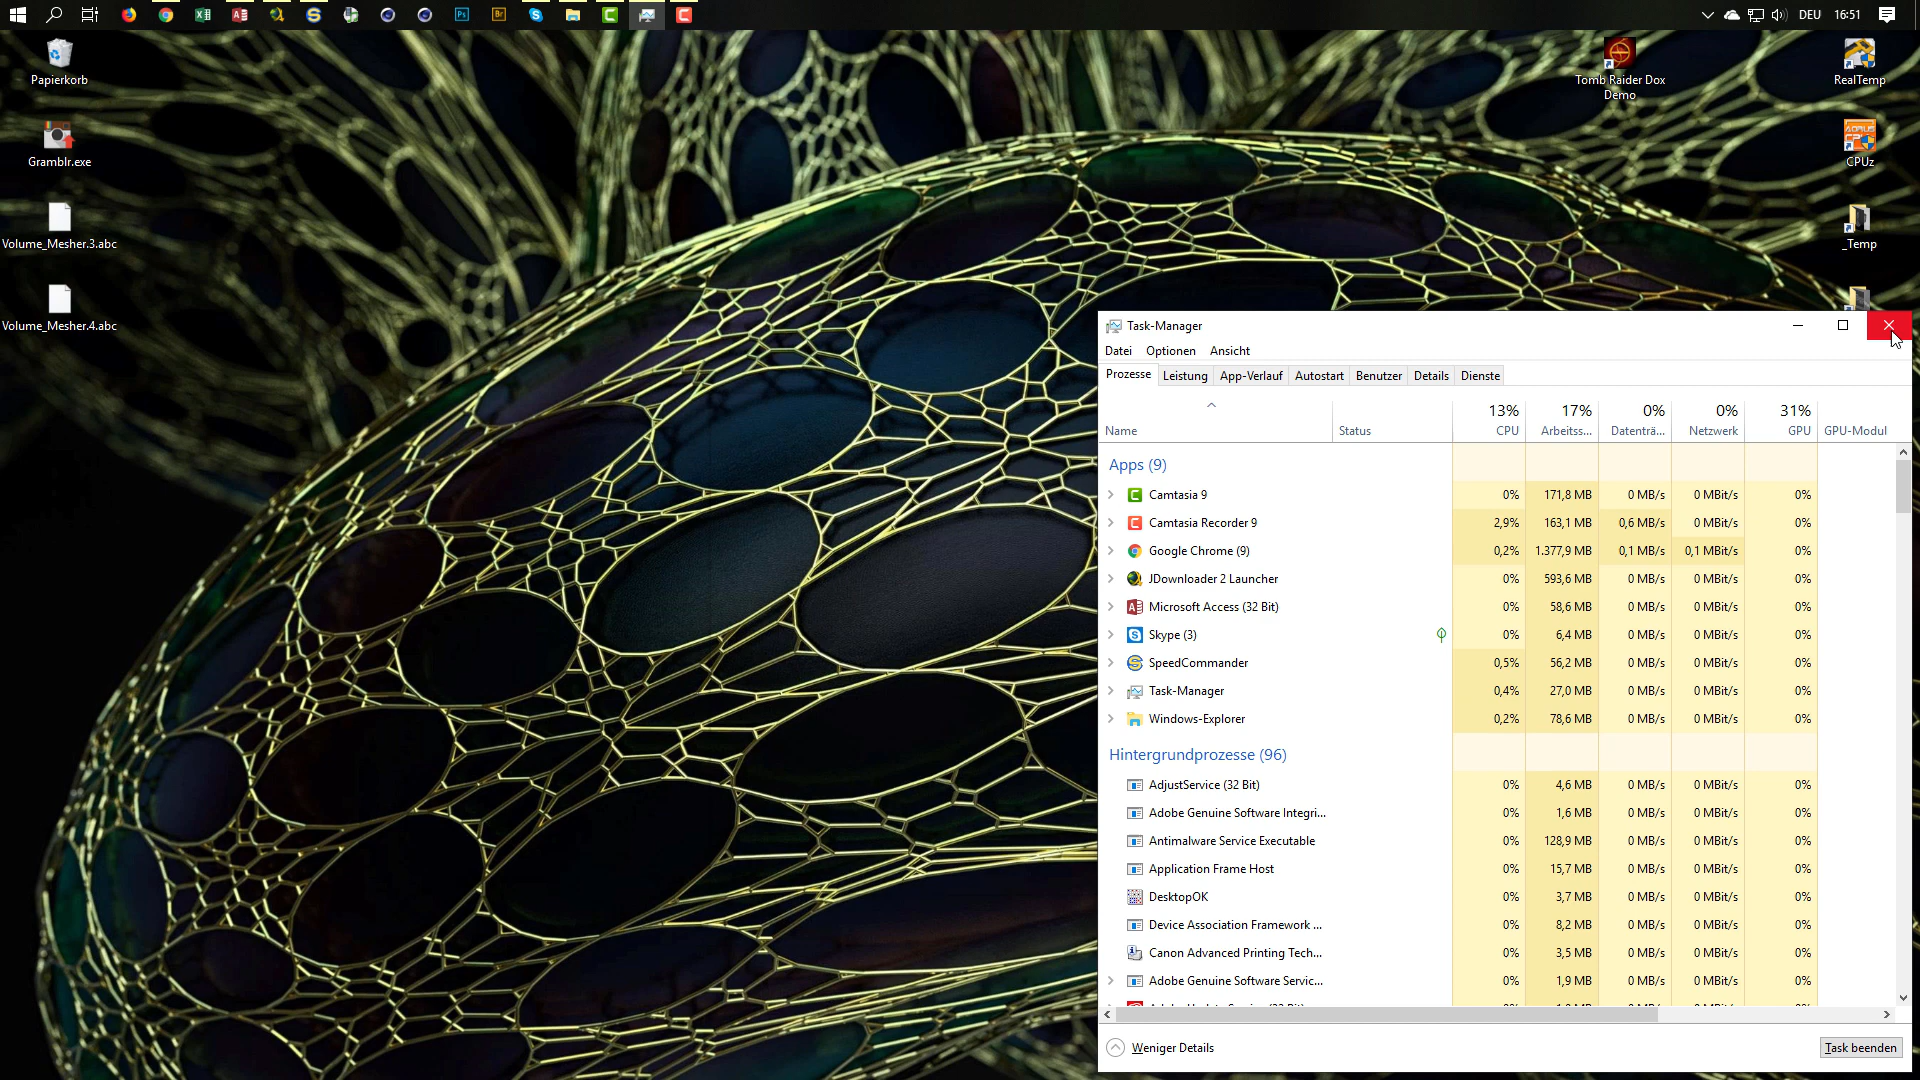 DEU 16:51
Papierkorb
Gramblr.exe
Volume_Mesher.3.abc
Volume_Mesher.4.abc
Tomb Raider Dox
Demo
RealTemp
CPUz
_Temp
Task-Manager
Datei Optionen Ansicht
Prozesse Leistung App-Verlauf Autostart Benutzer Details Dienste
13% 17% 0% 0% 31%
Name Status CPU Arbeitss... Datenträ... Netzwerk GPU GPU-Modul
Apps (9)
Camtasia 9 0% 171,8 MB 0 MB/s 0 MBit/s 0%
Camtasia Recorder 9 2,9% 163,1 MB 0,6 MB/s 0 MBit/s 0%
Google Chrome (9) 0,2% 1.377,9 MB 0,1 MB/s 0,1 MBit/s 0%
JDownloader 2 Launcher 0% 593,6 MB 0 MB/s 0 MBit/s 0%
Microsoft Access (32 Bit) 0% 58,6 MB 0 MB/s 0 MBit/s 0%
Skype (3) 0% 6,4 MB 0 MB/s 0 MBit/s 0%
SpeedCommander 0,5% 56,2 MB 0 MB/s 0 MBit/s 0%
Task-Manager 0,4% 27,0 MB 0 MB/s 0 MBit/s 0%
Windows-Explorer 0,2% 78,6 MB 0 MB/s 0 MBit/s 0%
Hintergrundprozesse (96)
AdjustService (32 Bit) 0% 4,6 MB 0 MB/s 0 MBit/s 0%
Adobe Genuine Software Integri... 0% 1,6 MB 0 MB/s 0 MBit/s 0%
Antimalware Service Executable 0% 128,9 MB 0 MB/s 0 MBit/s 0%
Application Frame Host 0% 15,7 MB 0 MB/s 0 MBit/s 0%
DesktopOK 0% 3,7 MB 0 MB/s 0 MBit/s 0%
Device Association Framework ... 0% 8,2 MB 0 MB/s 0 MBit/s 0%
Canon Advanced Printing Tech... 0% 3,5 MB 0 MB/s 0 MBit/s 0%
Adobe Genuine Software Servic... 0% 1,9 MB 0 MB/s 0 MBit/s 0%
Weniger Details
Task beenden